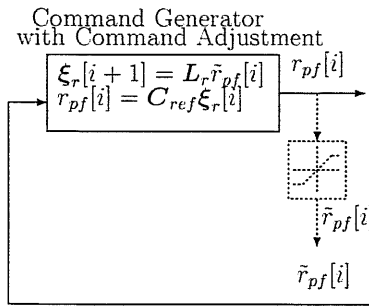 Command Generator
with Command Adjustment
ξ_r[i + 1] = L_r r̃_pf[i]
r_pf[i] = C_ref ξ_r[i]
r_pf[i]
r̃_pf[i
r̃_pf[i]